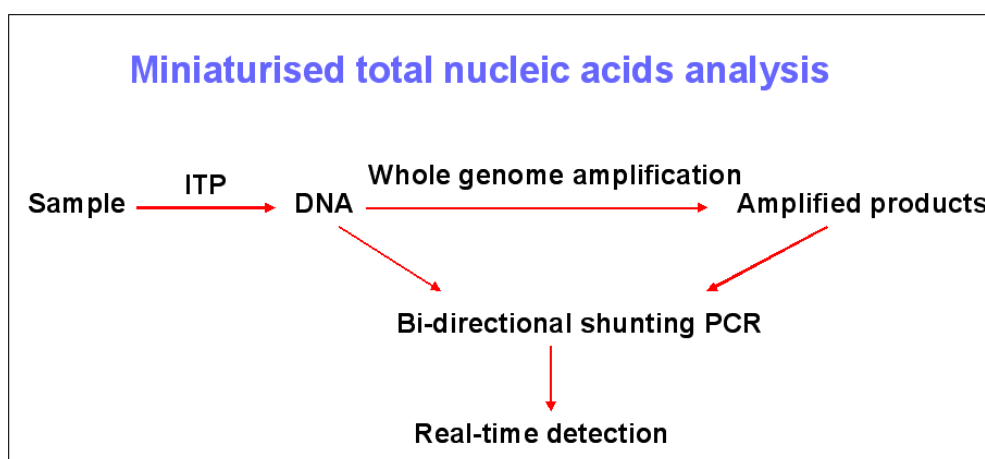 Miniaturised total nucleic acids analysis
ITP
Whole genome amplification
Sample
DNA
Amplified products
Bi-directional shunting PCR
Real-time detection